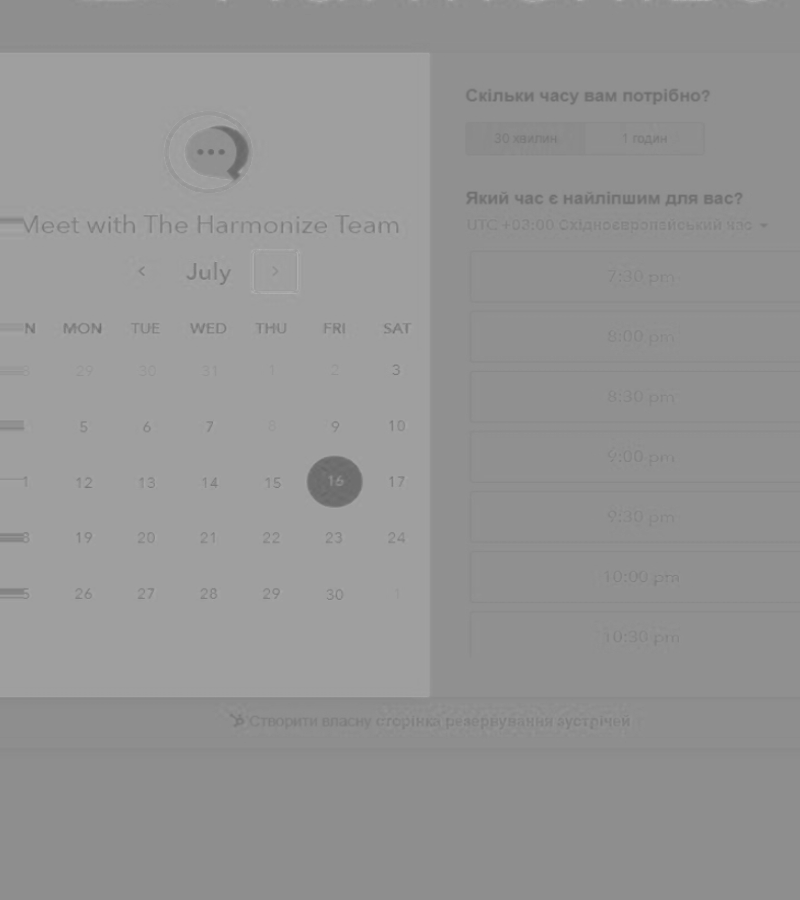 Meet with The Harmonize Team
July
N MON TUE WED THU FRI SAT
8 29 30 31 1 2 3
5 6 7 8 9 10
1 12 13 14 15 16 17
8 19 20 21 22 23 24
5 26 27 28 29 30 1
Скільки часу вам потрібно?
30 хвилин 1 годин
Який час є найліпшим для вас?
UTC +03:00 Східноєвропейський час
7:30 pm
8:00 pm
8:30 pm
9:00 pm
9:30 pm
10:00 pm
10:30 pm
Створити власну сторінка резервування зустрічей